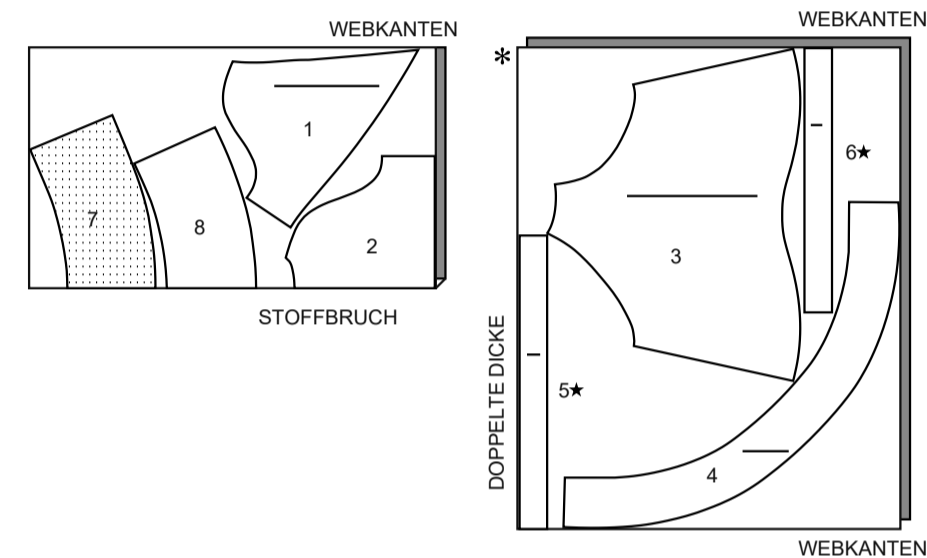 WEBKANTEN
1
7
8
2
STOFFBRUCH
WEBKANTEN
*
6★
3
DOPPELTE DICKE
5★
4
WEBKANTEN